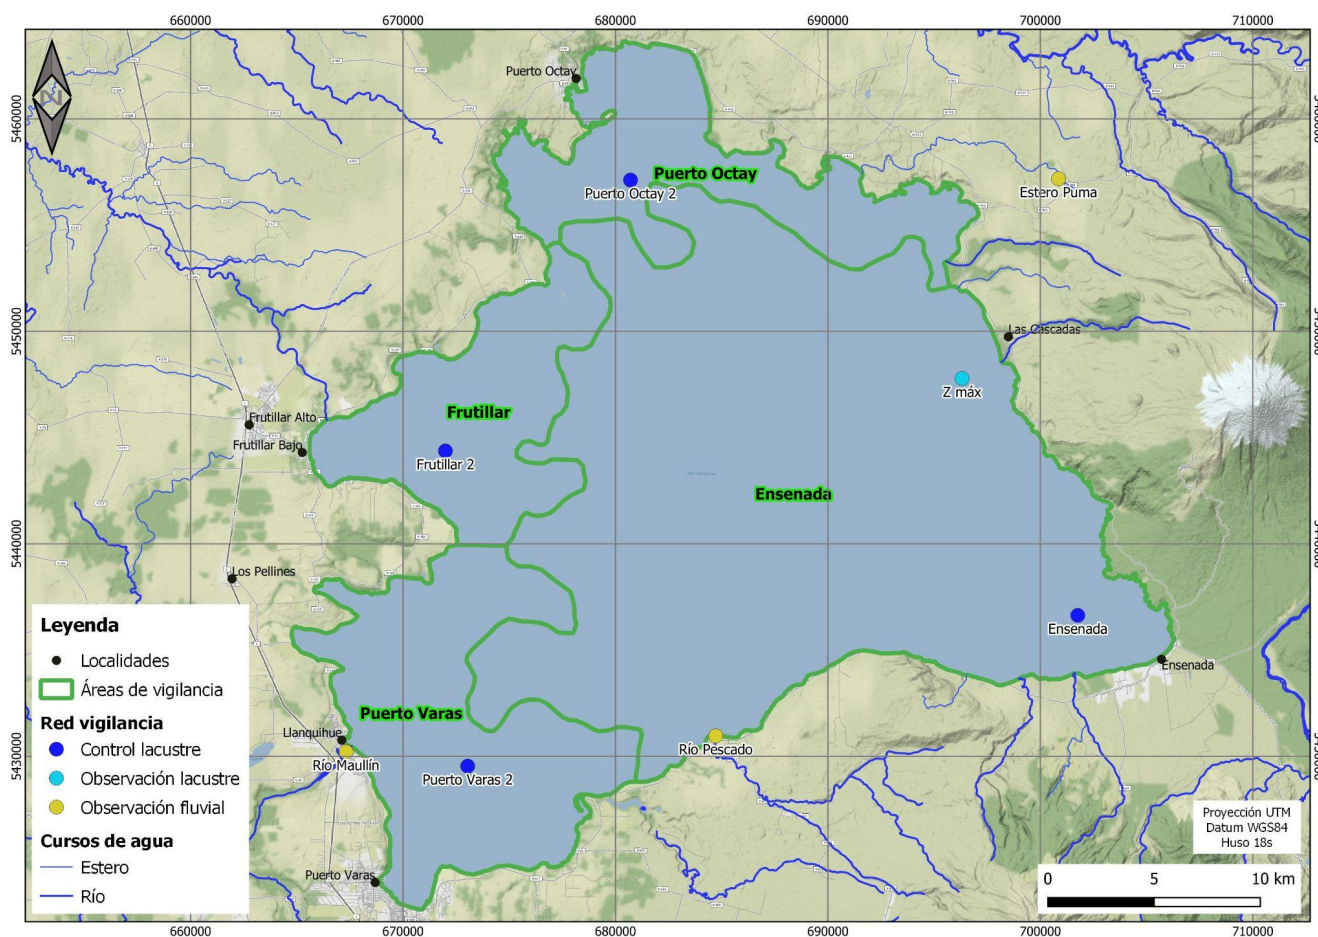 660000
670000
680000
690000
700000
710000
N
Puerto Octay
5460000
5460000
Puerto Octay
Puerto Octay 2
Estero Puma
5450000
5450000
Las Cascadas
Z máx
Frutillar
Frutillar Alto
Frutillar Bajo
Frutillar 2
Ensenada
5440000
5440000
Los Pellines
Ensenada
Ensenada
Puerto Varas
Llanquihue
Río Maullín
Río Pescado
Puerto Varas 2
5430000
Puerto Varas
Leyenda
Localidades
Áreas de vigilancia
Red vigilancia
Control lacustre
Observación lacustre
Observación fluvial
Cursos de agua
Estero
Río
Proyección UTM
Datum WGS84
Huso 18s
0
5
10 km
660000
670000
680000
690000
700000
710000